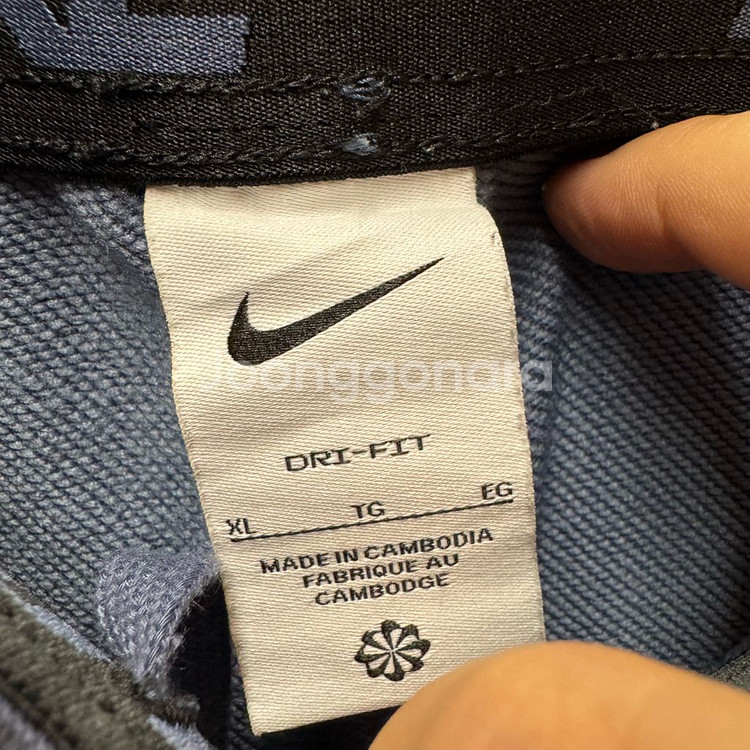 Joonggonara
DRI-FIT
XL TG EG
MADE IN CAMBODIA
FABRIQUE AU
CAMBODGE